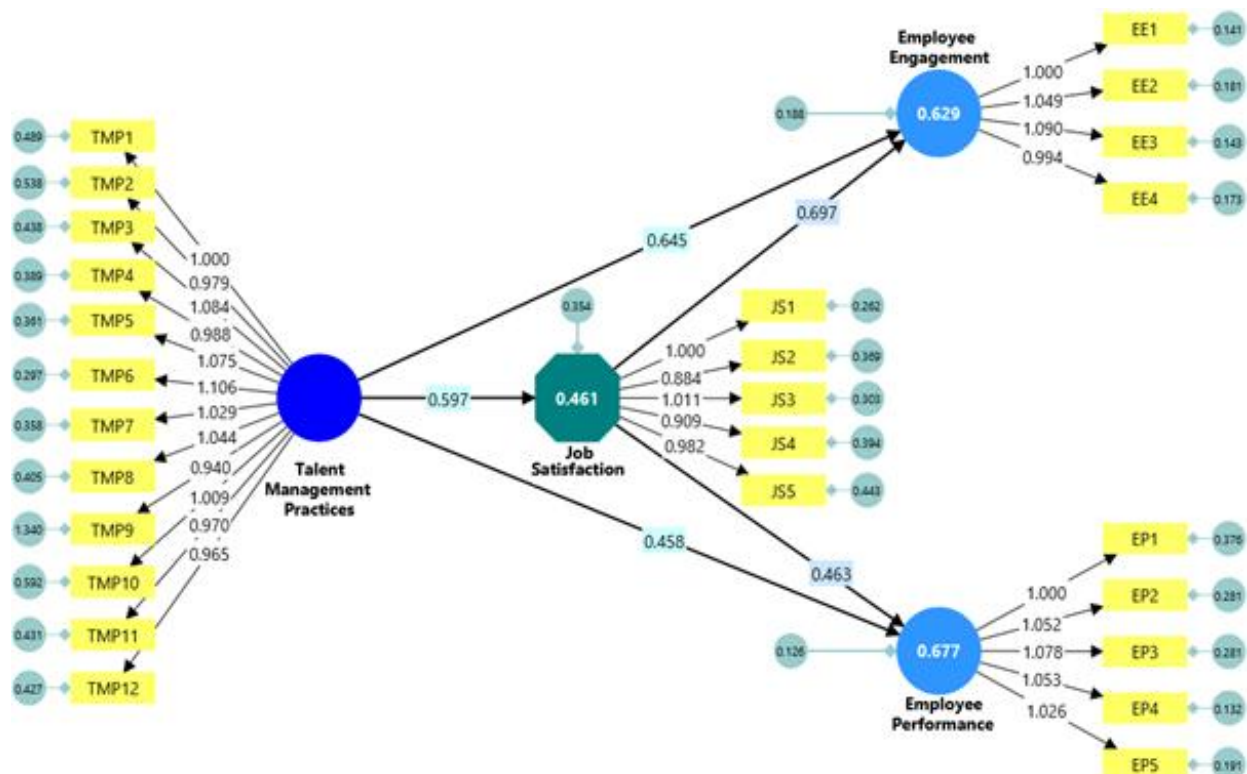 Employee
Engagement
0.629
0.188
EE1
EE2
EE3
EE4
0.141
0.181
0.143
0.173
1.000
1.049
1.090
0.994
0.489
0.538
0.438
0.389
0.361
0.297
0.358
0.405
1.340
0.592
0.431
0.427
TMP1
TMP2
TMP3
TMP4
TMP5
TMP6
TMP7
TMP8
TMP9
TMP10
TMP11
TMP12
1.000
0.979
1.084
0.988
1.075
1.106
1.029
1.044
0.940
1.009
0.970
0.965
Talent
Management
Practices
0.645
0.697
0.597
0.458
0.463
0.354
0.461
Job
Satisfaction
1.000
0.884
1.011
0.909
0.982
JS1
JS2
JS3
JS4
JS5
0.262
0.369
0.303
0.394
0.443
0.126
0.677
Employee
Performance
1.000
1.052
1.078
1.053
1.026
EP1
EP2
EP3
EP4
EP5
0.376
0.281
0.281
0.132
0.191